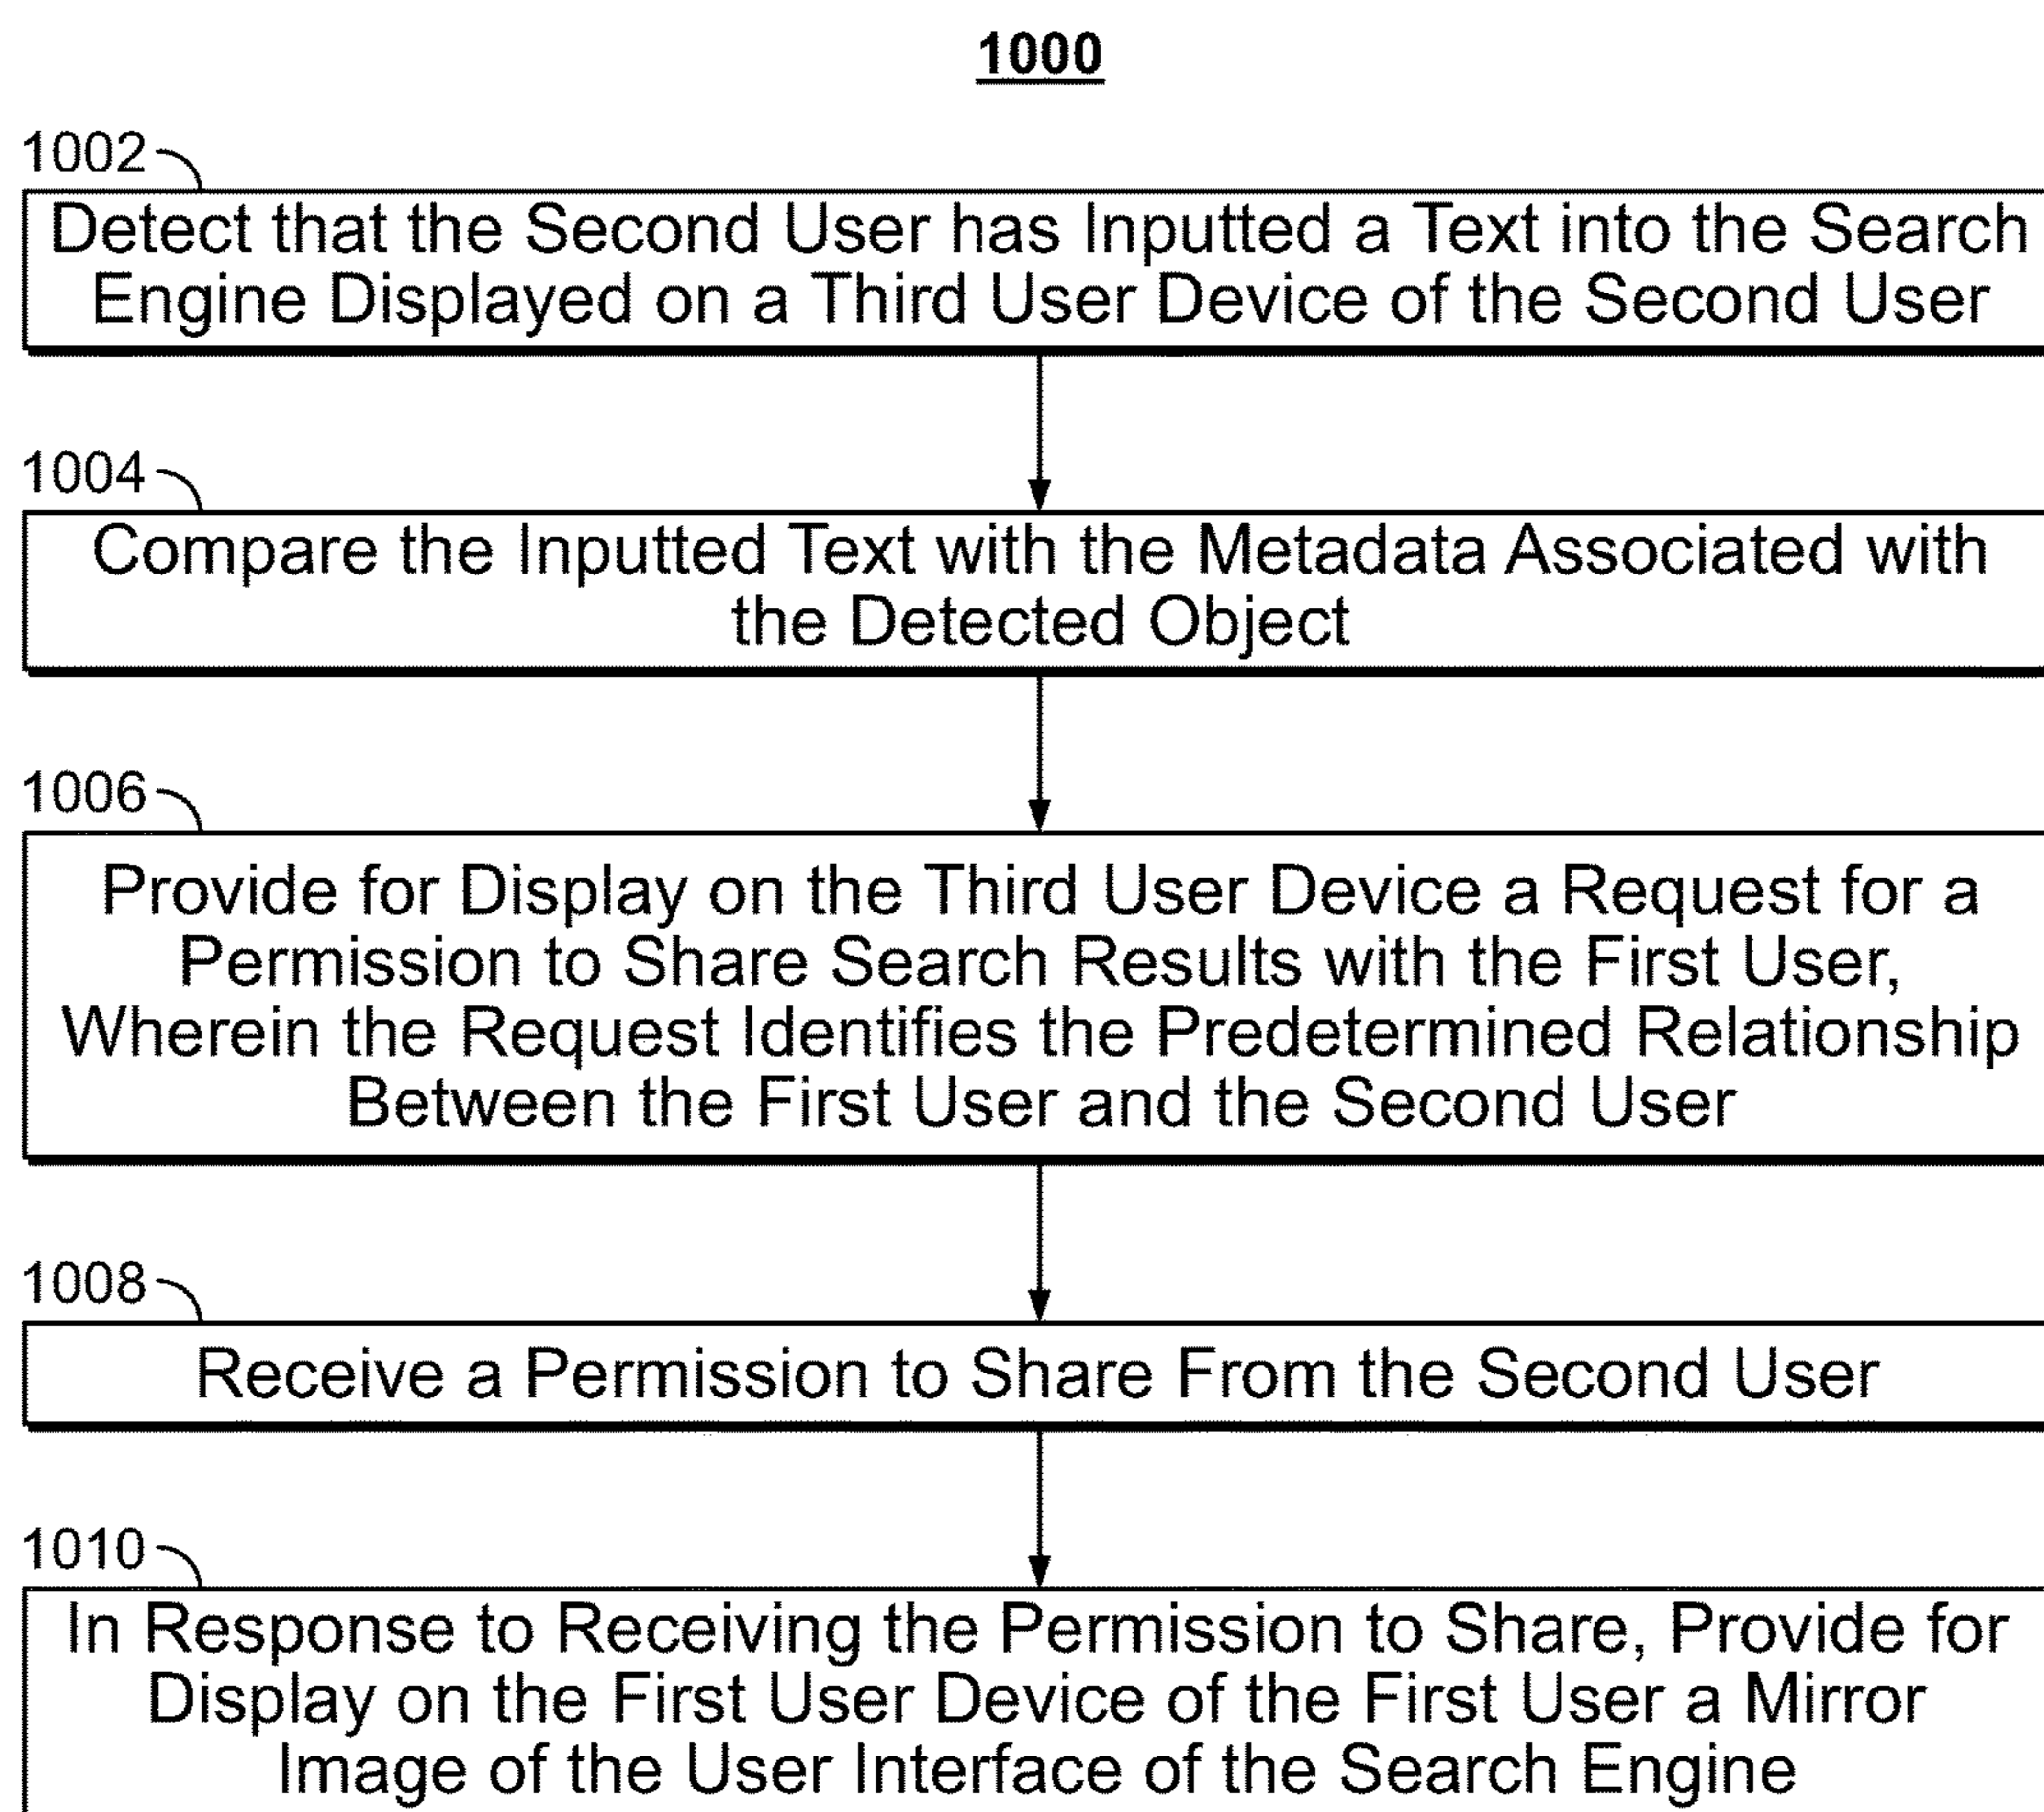 1000
1002
Detect that the Second User has Inputted a Text into the Search
Engine Displayed on a Third User Device of the Second User
1004
Compare the Inputted Text with the Metadata Associated with
the Detected Object
1006
Provide for Display on the Third User Device a Request for a
Permission to Share Search Results with the First User,
Wherein the Request Identifies the Predetermined Relationship
Between the First User and the Second User
1008
Receive a Permission to Share From the Second User
1010
In Response to Receiving the Permission to Share, Provide for
Display on the First User Device of the First User a Mirror
Image of the User Interface of the Search Engine